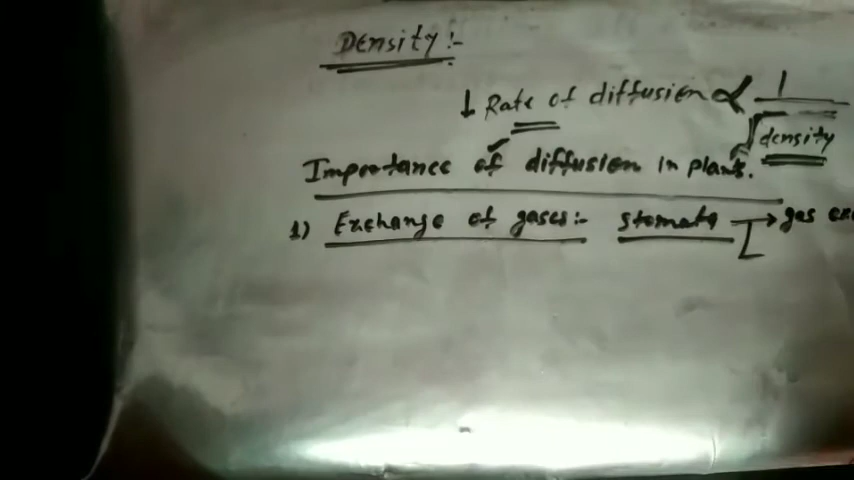 Density :-
↓ Rate of diffusion ∝ 1
√density
Importance of diffusion in plants.
1) Exchange of gases:- stomata → gas